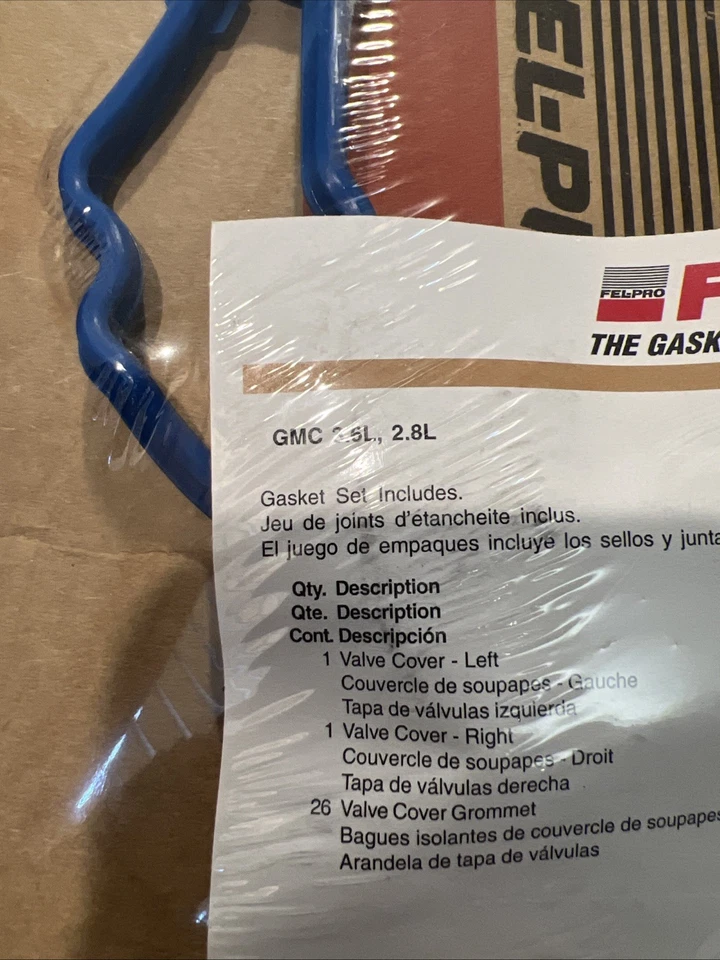 EL-P
FEL-PRO
F
THE GASK
GMC 2.5L, 2.8L
Gasket Set Includes.
Jeu de joints d'étancheite inclus.
El juego de empaques incluye los sellos y junta
Qty. Description
Qte. Description
Cont. Descripción
1 Valve Cover - Left
Couvercle de soupapes - Gauche
Tapa de válvulas izquierda
1 Valve Cover - Right
Couvercle de soupapes - Droit
Tapa de válvulas derecha
26 Valve Cover Grommet
Bagues isolantes de couvercle de soupapes
Arandela de tapa de válvulas